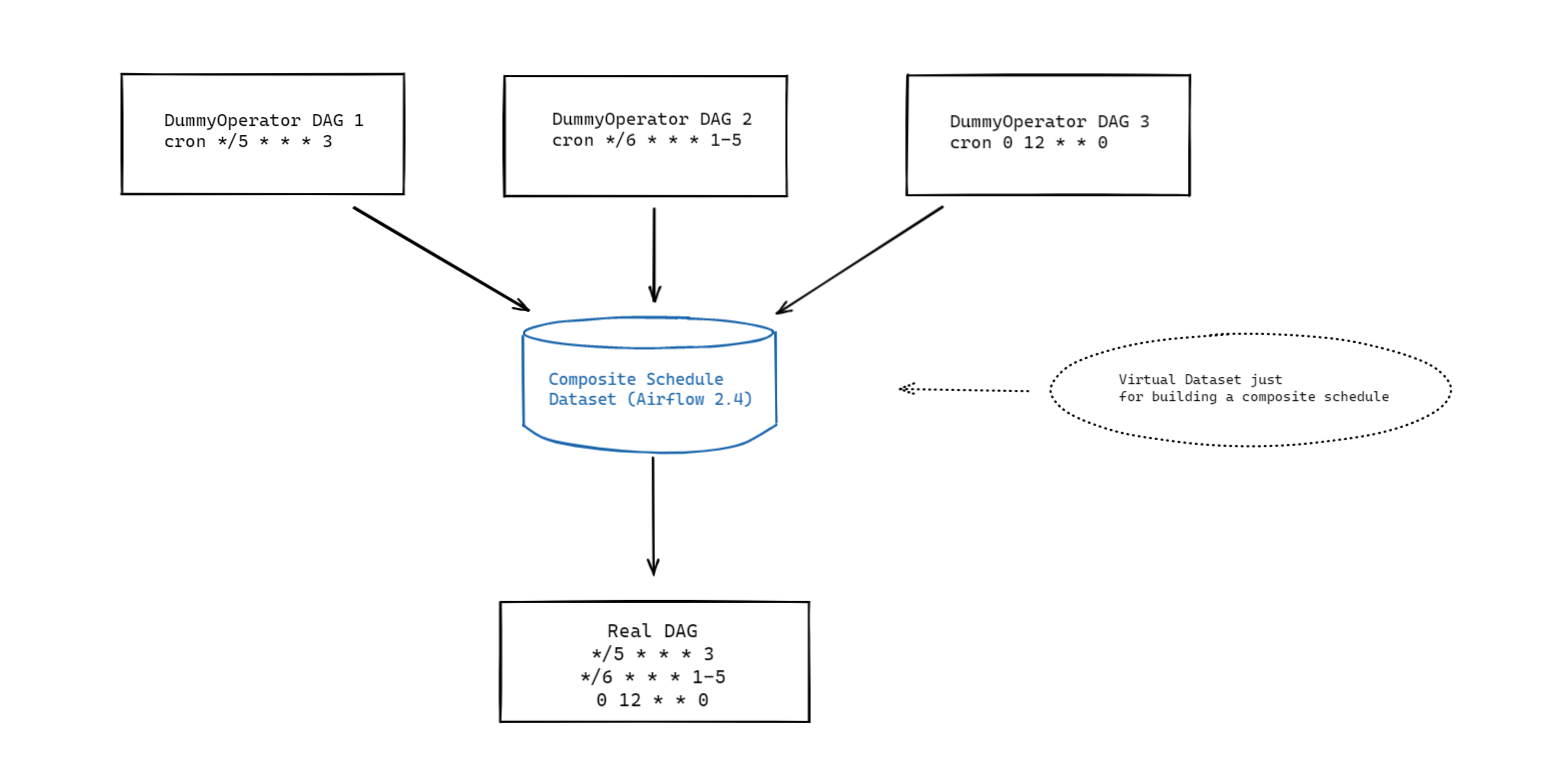 DummyOperator DAG 1
cron */5 * * * 3
DummyOperator DAG 2
cron */6 * * * 1-5
DummyOperator DAG 3
cron 0 12 * * 0
Composite Schedule
Dataset (Airflow 2.4)
Virtual Dataset just
for building a composite schedule
Real DAG
*/5 * * * 3
*/6 * * * 1-5
0 12 * * 0